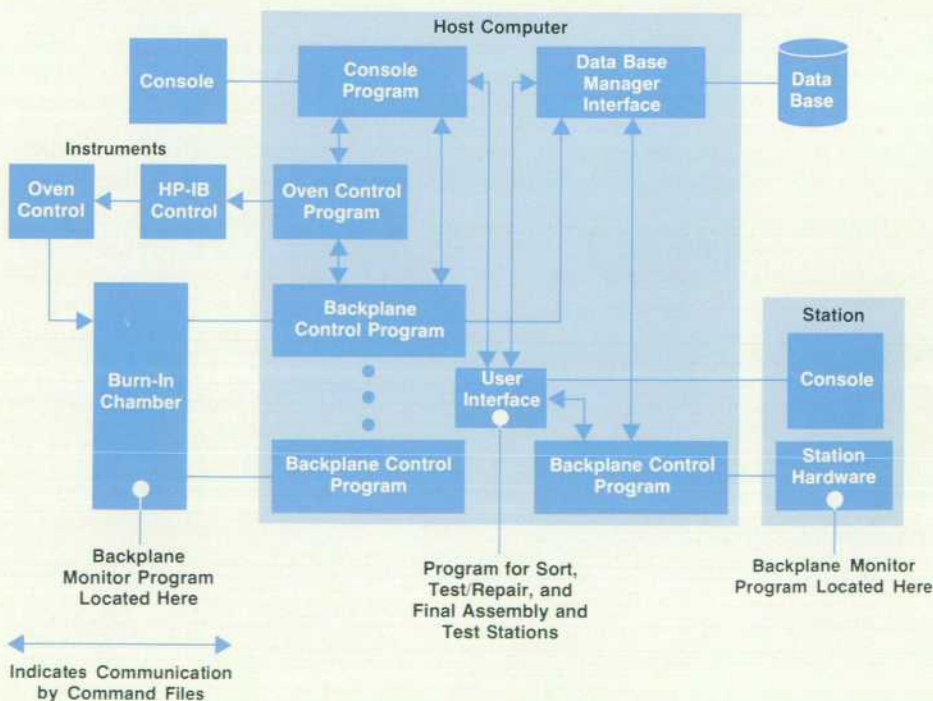 Host Computer
Console
Console
Program
Data Base
Manager
Interface
Data
Base
Instruments
Oven
Control
HP-IB
Control
Oven Control
Program
Backplane
Control Program
Burn-In
Chamber
User
Interface
Station
Console
Backplane Control
Program
Backplane Control
Program
Station
Hardware
Backplane
Monitor Program
Located Here
Program for Sort,
Test/Repair, and
Final Assembly and
Test Stations
Backplane Monitor
Program Located Here
Indicates Communication
by Command Files